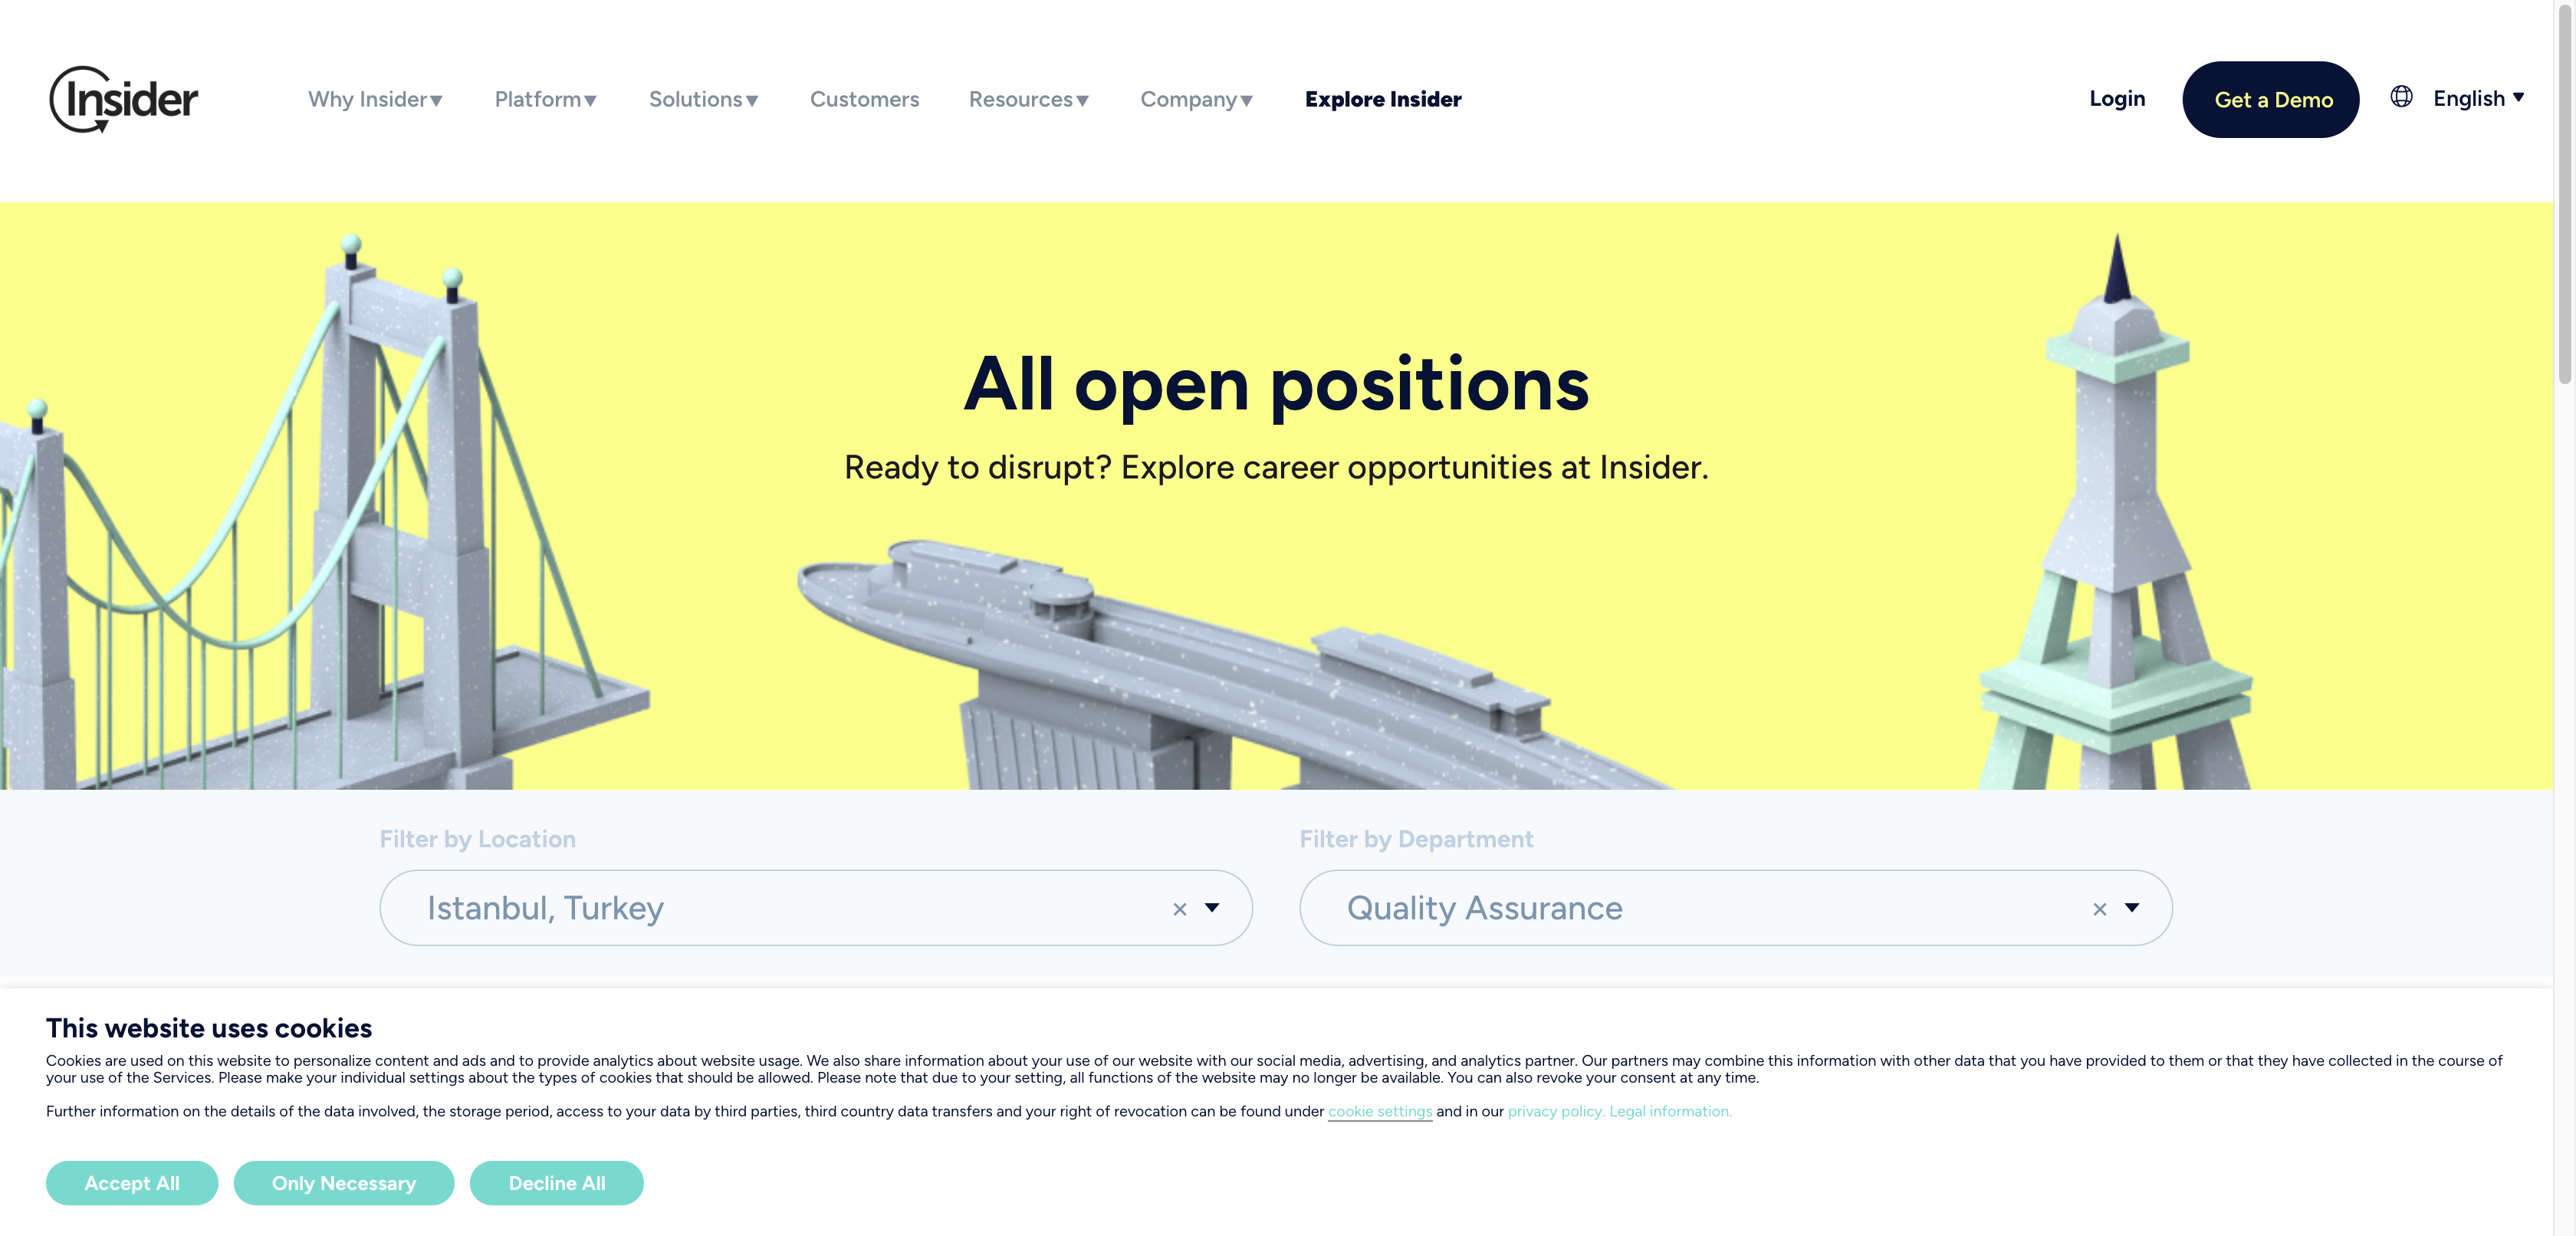 Insider
Why Insider
Platform
Solutions
Customers
Resources
Company
Explore Insider
Login
Get a Demo
English
All open positions
Ready to disrupt? Explore career opportunities at Insider.
Filter by Location
Filter by Department
Istanbul, Turkey
Quality Assurance
This website uses cookies
Cookies are used on this website to personalize content and ads and to provide analytics about website usage. We also share information about your use of our website with our social media, advertising, and analytics partner. Our partners may combine this information with other data that you have provided to them or that they have collected in the course of
your use of the Services. Please make your individual settings about the types of cookies that should be allowed. Please note that due to your setting, all functions of the website may no longer be available. You can also revoke your consent at any time.
Further information on the details of the data involved, the storage period, access to your data by third parties, third country data transfers and your right of revocation can be found under cookie settings and in our privacy policy. Legal information.
Accept All
Only Necessary
Decline All